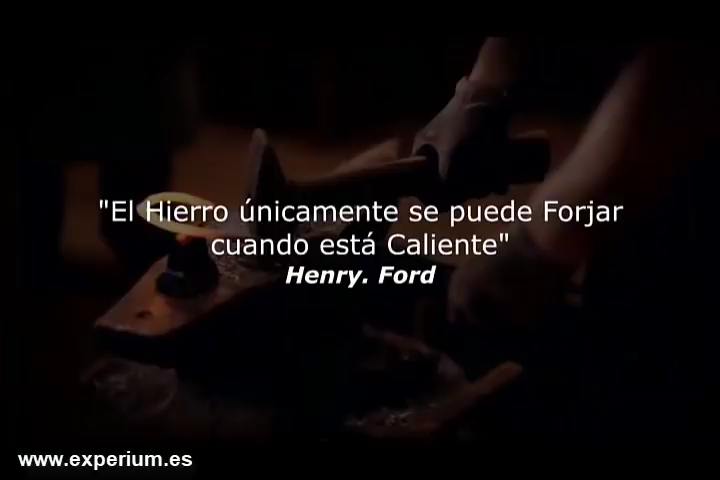 "El Hierro únicamente se puede Forjar
cuando está Caliente"
Henry. Ford
www.experium.es